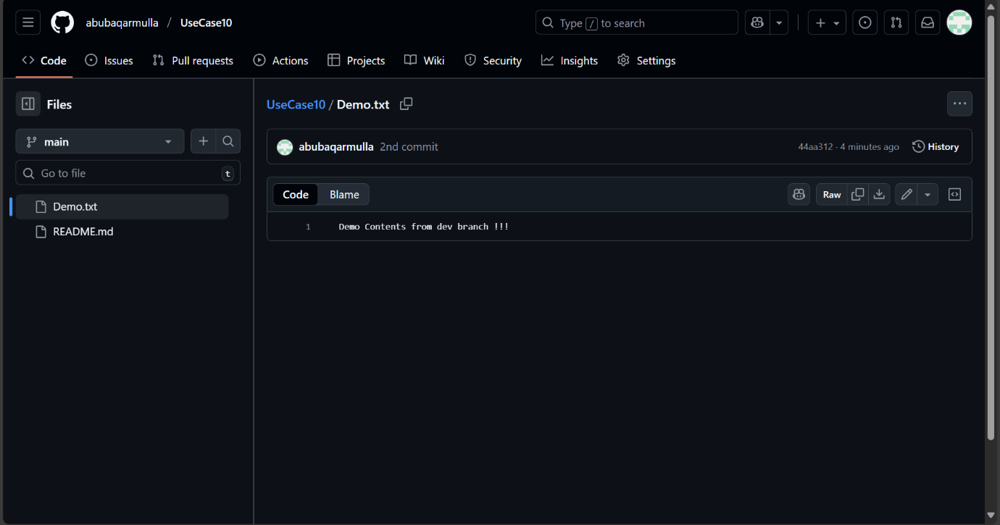 abubaqarmulla / UseCase10
Type / to search
Code Issues Pull requests Actions Projects Wiki Security Insights Settings
Files
main
Go to file t
Demo.txt
README.md
UseCase10 / Demo.txt
abubaqarmulla 2nd commit 44aa312 · 4 minutes ago History
Code Blame Raw
1 Demo Contents from dev branch !!!